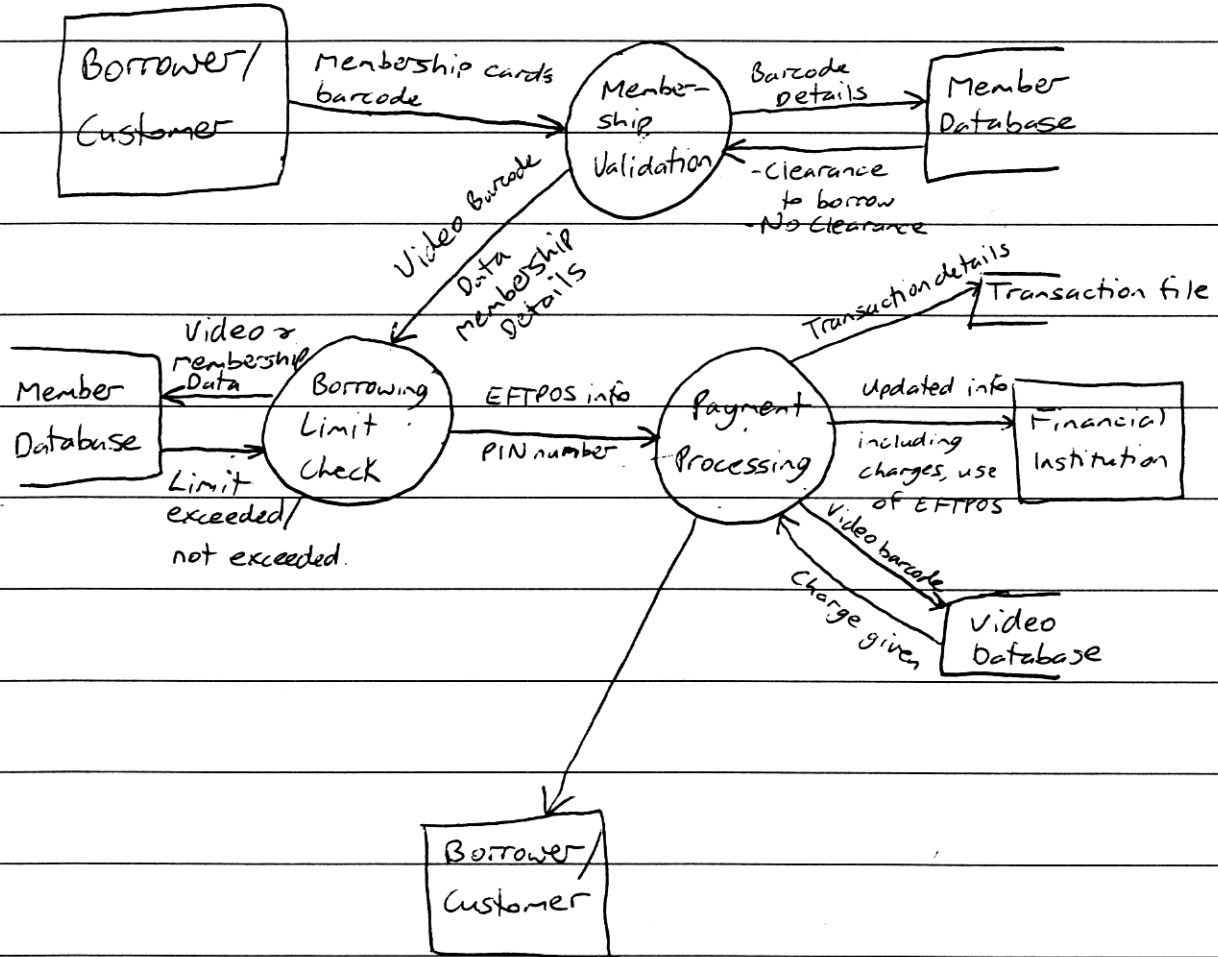 Borrower/
Customer
Membership cards
barcode
Member-
ship
Validation
Barcode
Details
Member
Database
-Clearance
to borrow
-No Clearance
Video Barcode
Data
Membership
Details
Transaction details
Transaction file
Video &
membership
Data
Member
Database
Limit
exceeded/
not exceeded.
Borrowing
Limit
Check
EFTPOS info
PIN number
Payment
Processing
Updated info
including
charges, use
of EFTPOS
Financial
Institution
Video barcode
Charge given
Video
Database
Borrower/
Customer